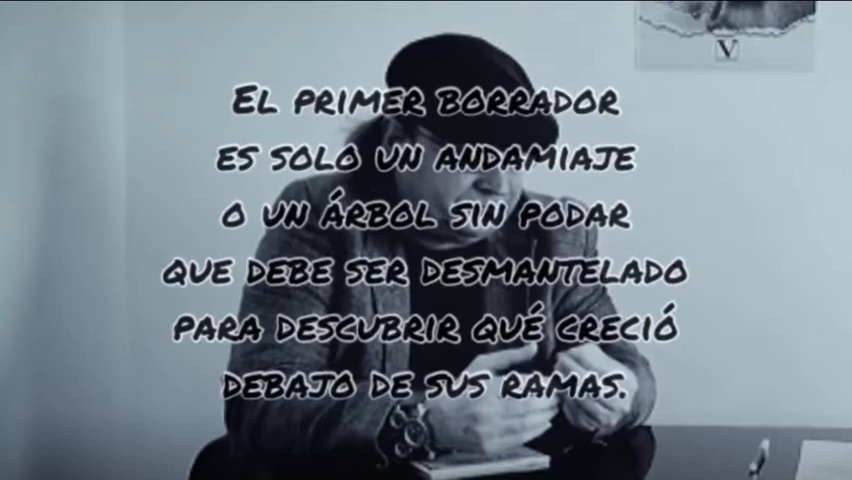 V
EL PRIMER BORRADOR
ES SOLO UN ANDAMIAJE
O UN ÁRBOL SIN PODAR
QUE DEBE SER DESMANTELADO
PARA DESCUBRIR QUÉ CRECIÓ
DEBAJO DE SUS RAMAS.